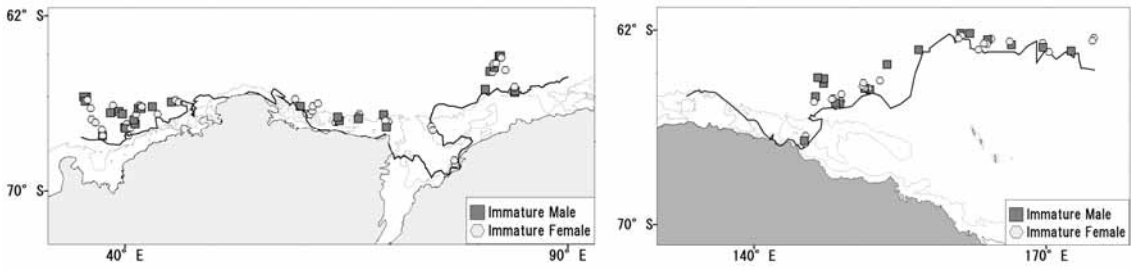 62° S
70° S
40° E
90° E
Immature Male
Immature Female
62° S
70° S
140° E
170° E
Immature Male
Immature Female